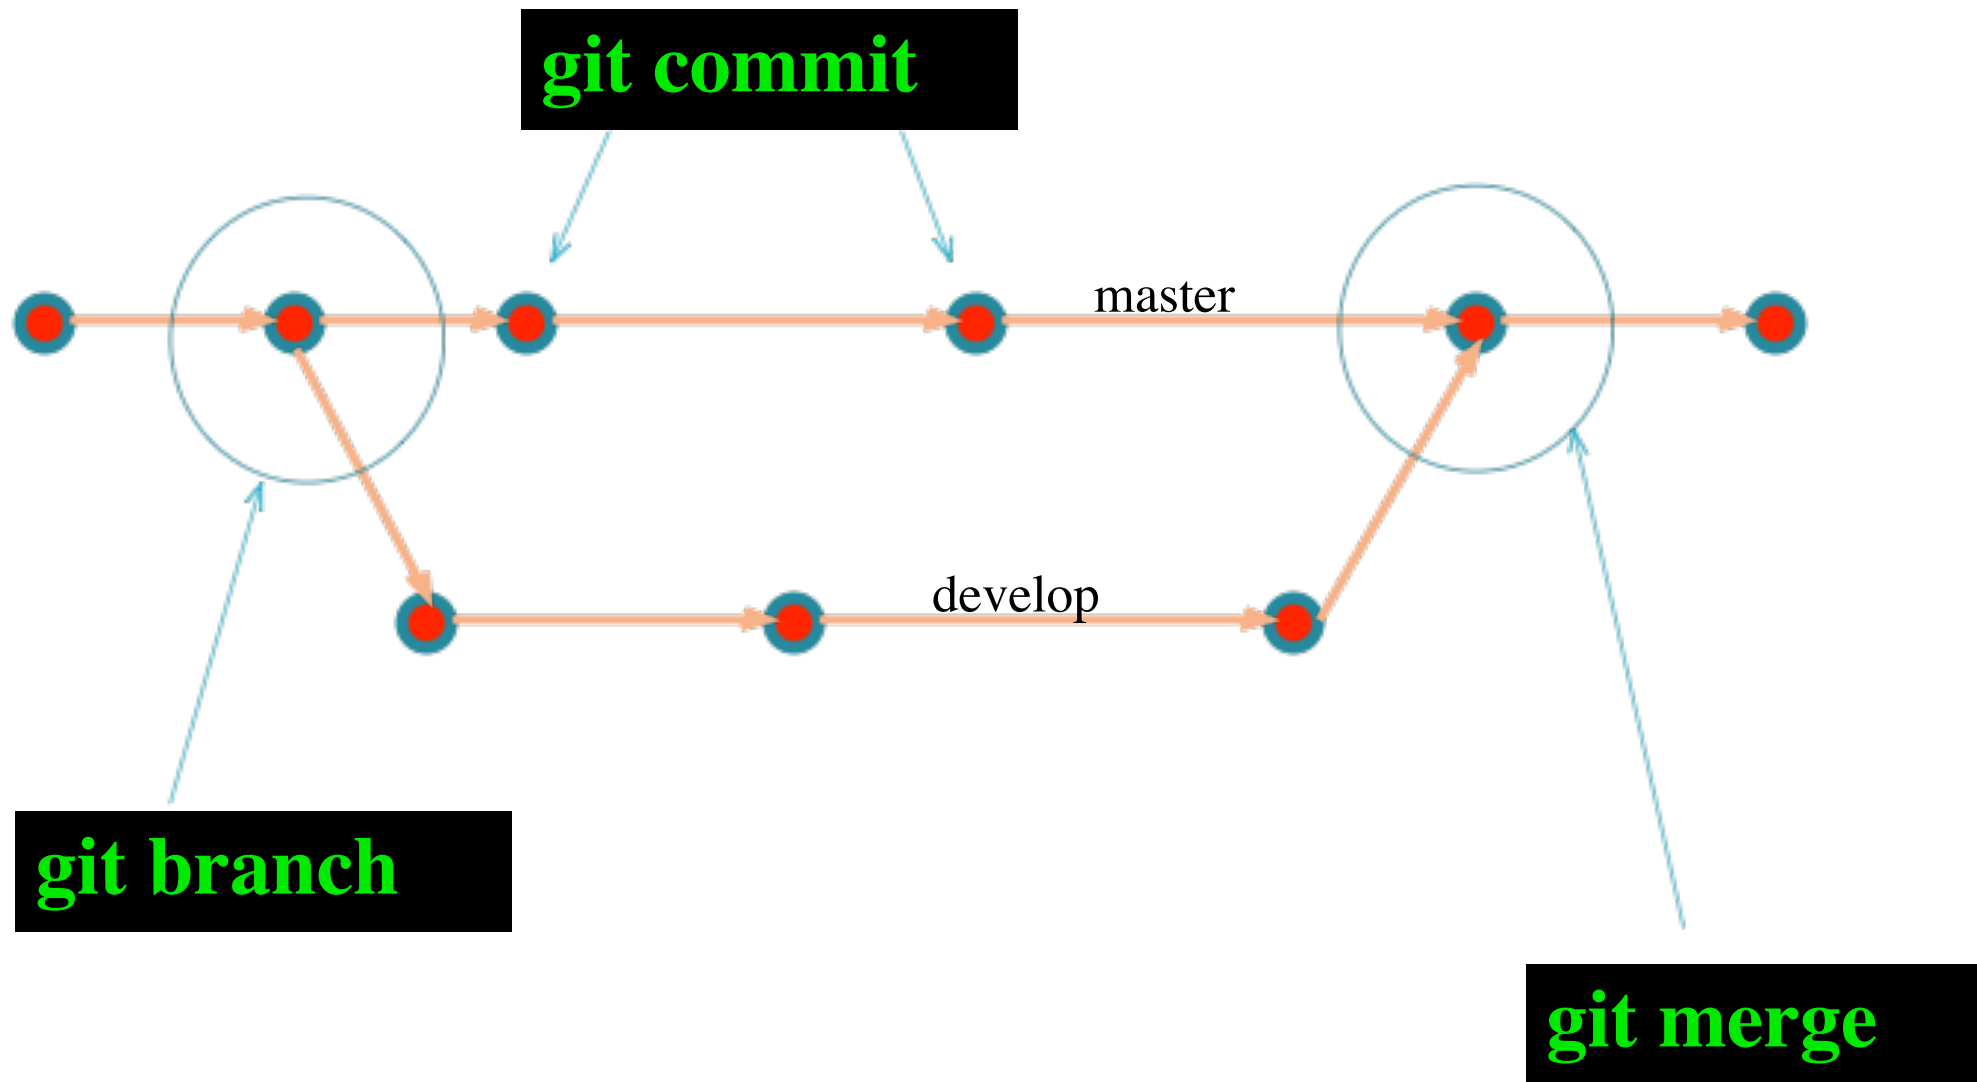 git commit
master
develop
git branch
git merge